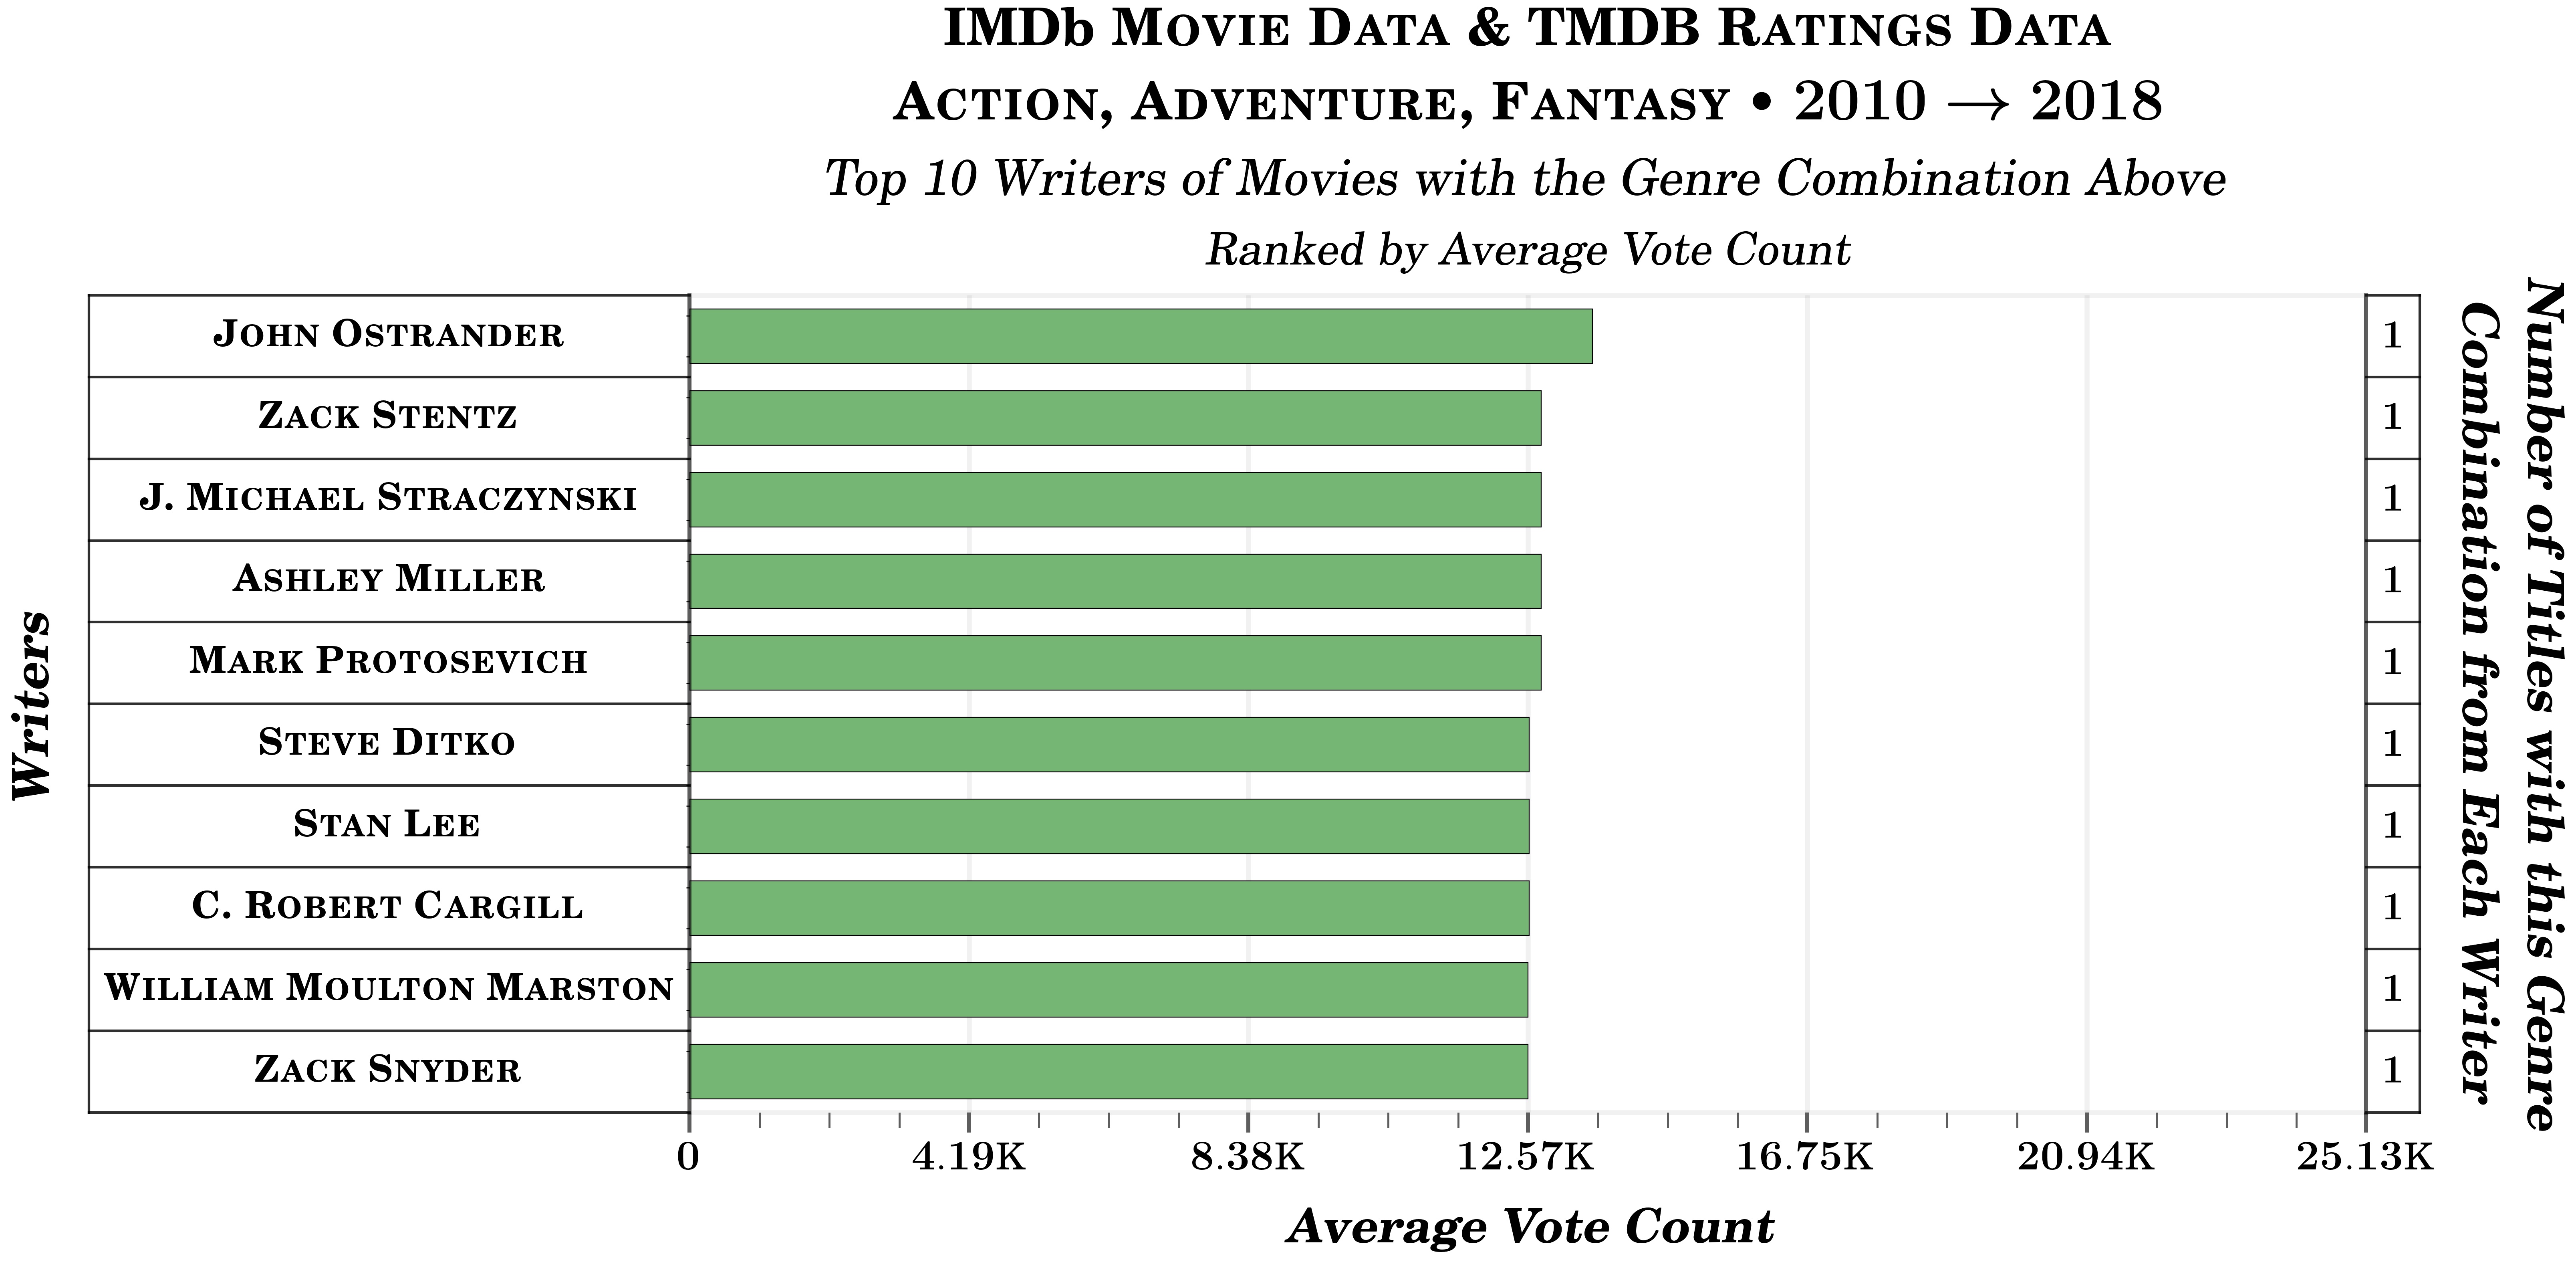 IMDb Movie Data & TMDB Ratings Data
Action, Adventure, Fantasy • 2010 → 2018
Top 10 Writers of Movies with the Genre Combination Above
Ranked by Average Vote Count
Writers
John Ostrander
Zack Stentz
J. Michael Straczynski
Ashley Miller
Mark Protosevich
Steve Ditko
Stan Lee
C. Robert Cargill
William Moulton Marston
Zack Snyder
1
1
1
1
1
1
1
1
1
1
Number of Titles with this Genre
Combination from Each Writer
0 4.19K 8.38K 12.57K 16.75K 20.94K 25.13K
Average Vote Count